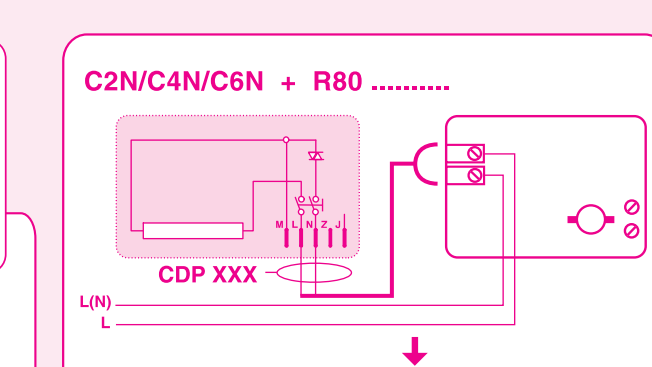 C2N/C4N/C6N + R80 ..........
M L N Z J
CDP XXX
L(N)
L